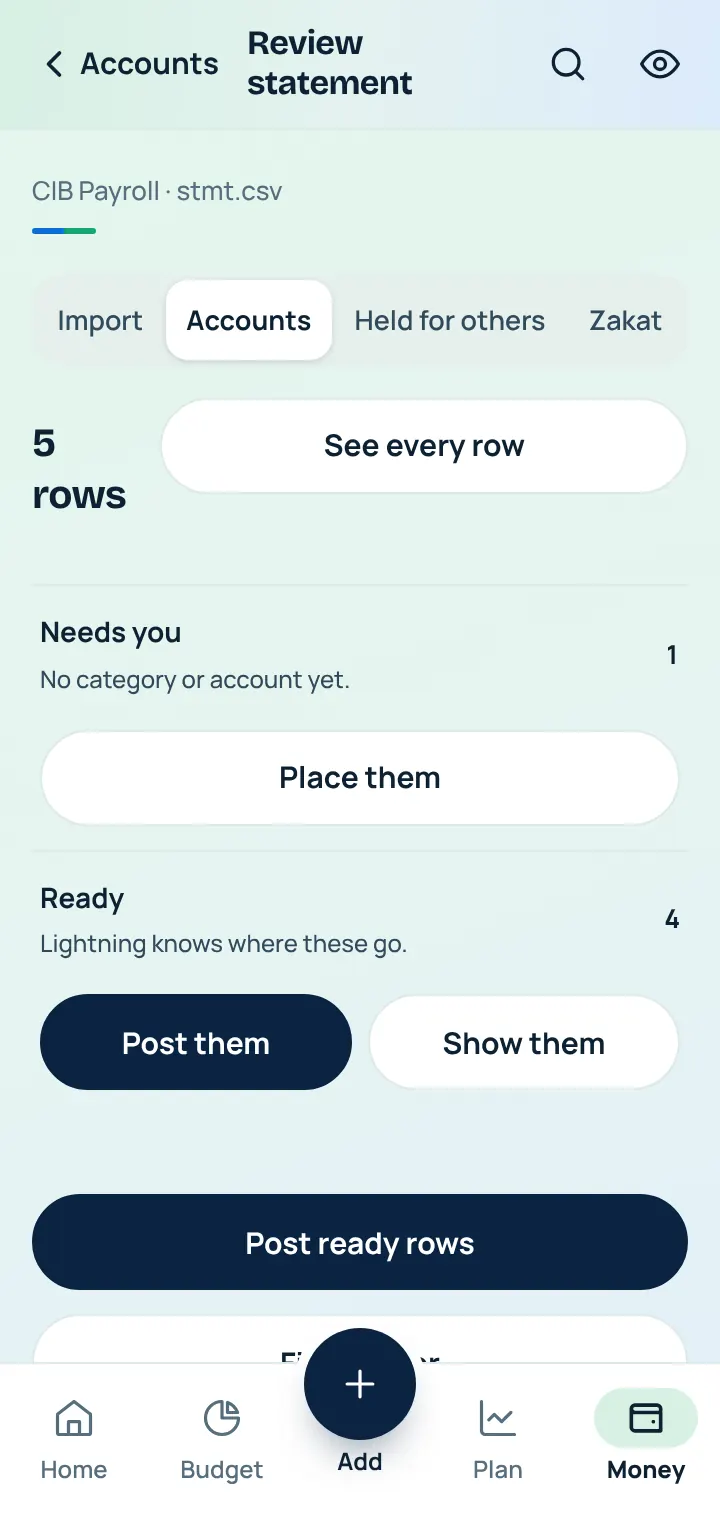 Accounts
Review
statement
CIB Payroll · stmt.csv
Import
Accounts
Held for others
Zakat
5
rows
See every row
Needs you
No category or account yet.
1
Place them
Ready
Lightning knows where these go.
4
Post them
Show them
Post ready rows
Home
Budget
Add
Plan
Money